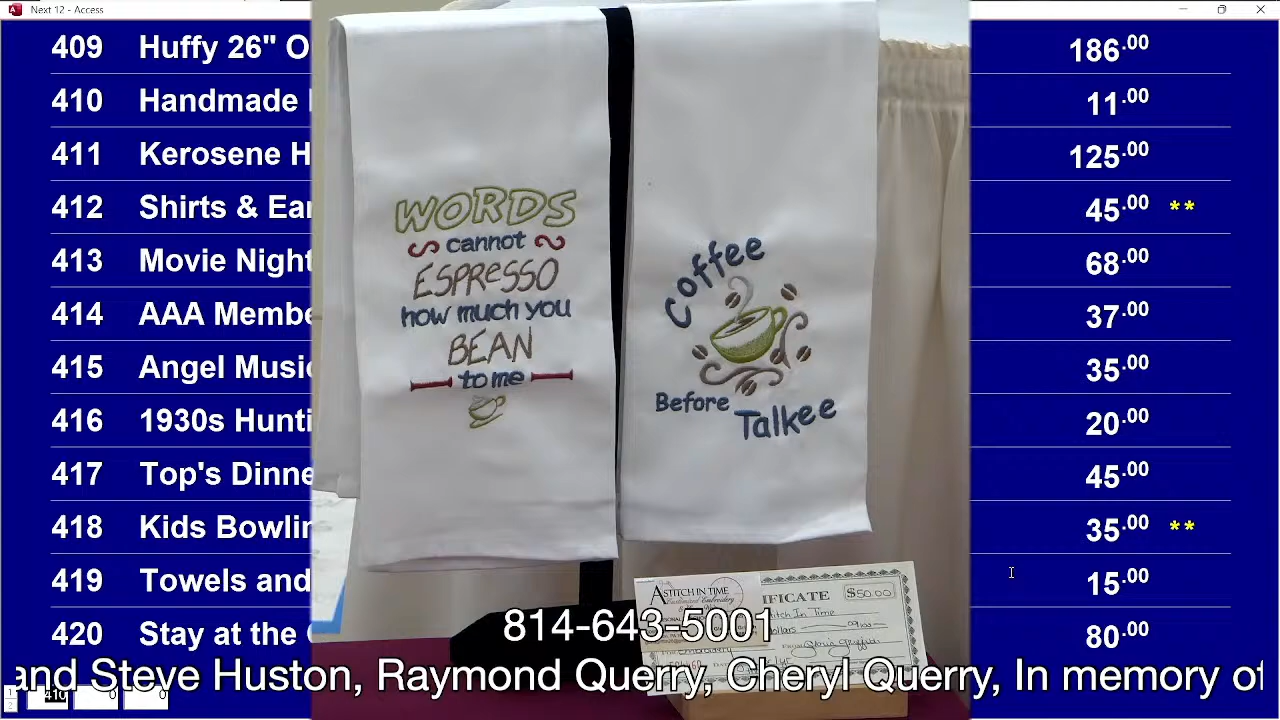 Next 12 - Access
409 Huffy 26" O 186.00
410 Handmade 11.00
411 Kerosene H 125.00
412 Shirts & Ear 45.00 **
413 Movie Night 68.00
414 AAA Membe 37.00
415 Angel Music 35.00
416 1930s Hunti 20.00
417 Top's Dinne 45.00
418 Kids Bowlin 35.00 **
419 Towels and 15.00
420 Stay at the 80.00
WORDS
cannot
ESPRESSO
how much you
BEAN
to me
Coffee
Before
Talkee
A STITCH IN TIME
IFICATE $50.00
titch In Time
814-643-5001
and Steve Huston, Raymond Querry, Cheryl Querry, In memory of